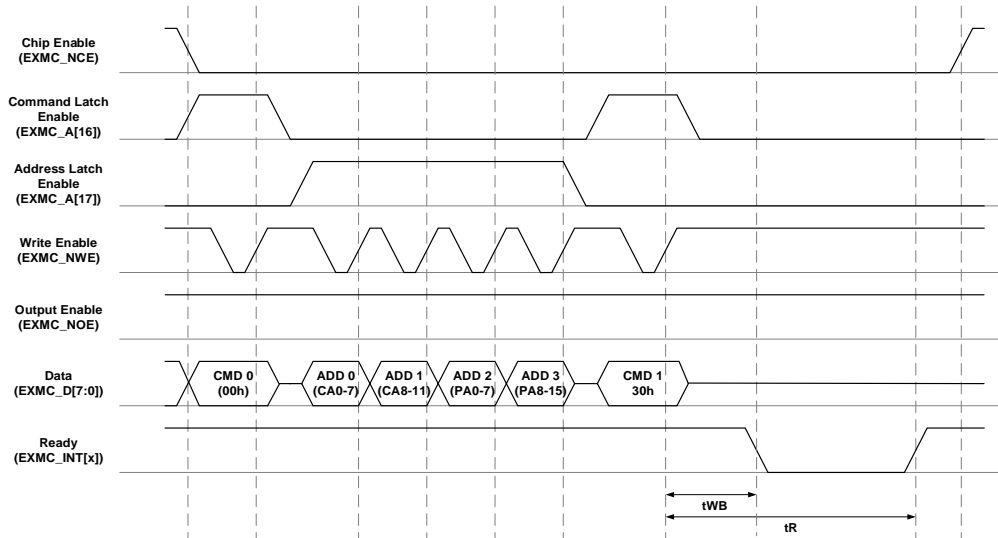 Chip Enable
(EXMC_NCE)
Command Latch
Enable
(EXMC_A[16])
Address Latch
Enable
(EXMC_A[17])
Write Enable
(EXMC_NWE)
Output Enable
(EXMC_NOE)
Data
(EXMC_D[7:0])
CMD 0
(00h)
ADD 0
(CA0-7)
ADD 1
(CA8-11)
ADD 2
(PA0-7)
ADD 3
(PA8-15)
CMD 1
30h
Ready
(EXMC_INT[x])
tWB
tR